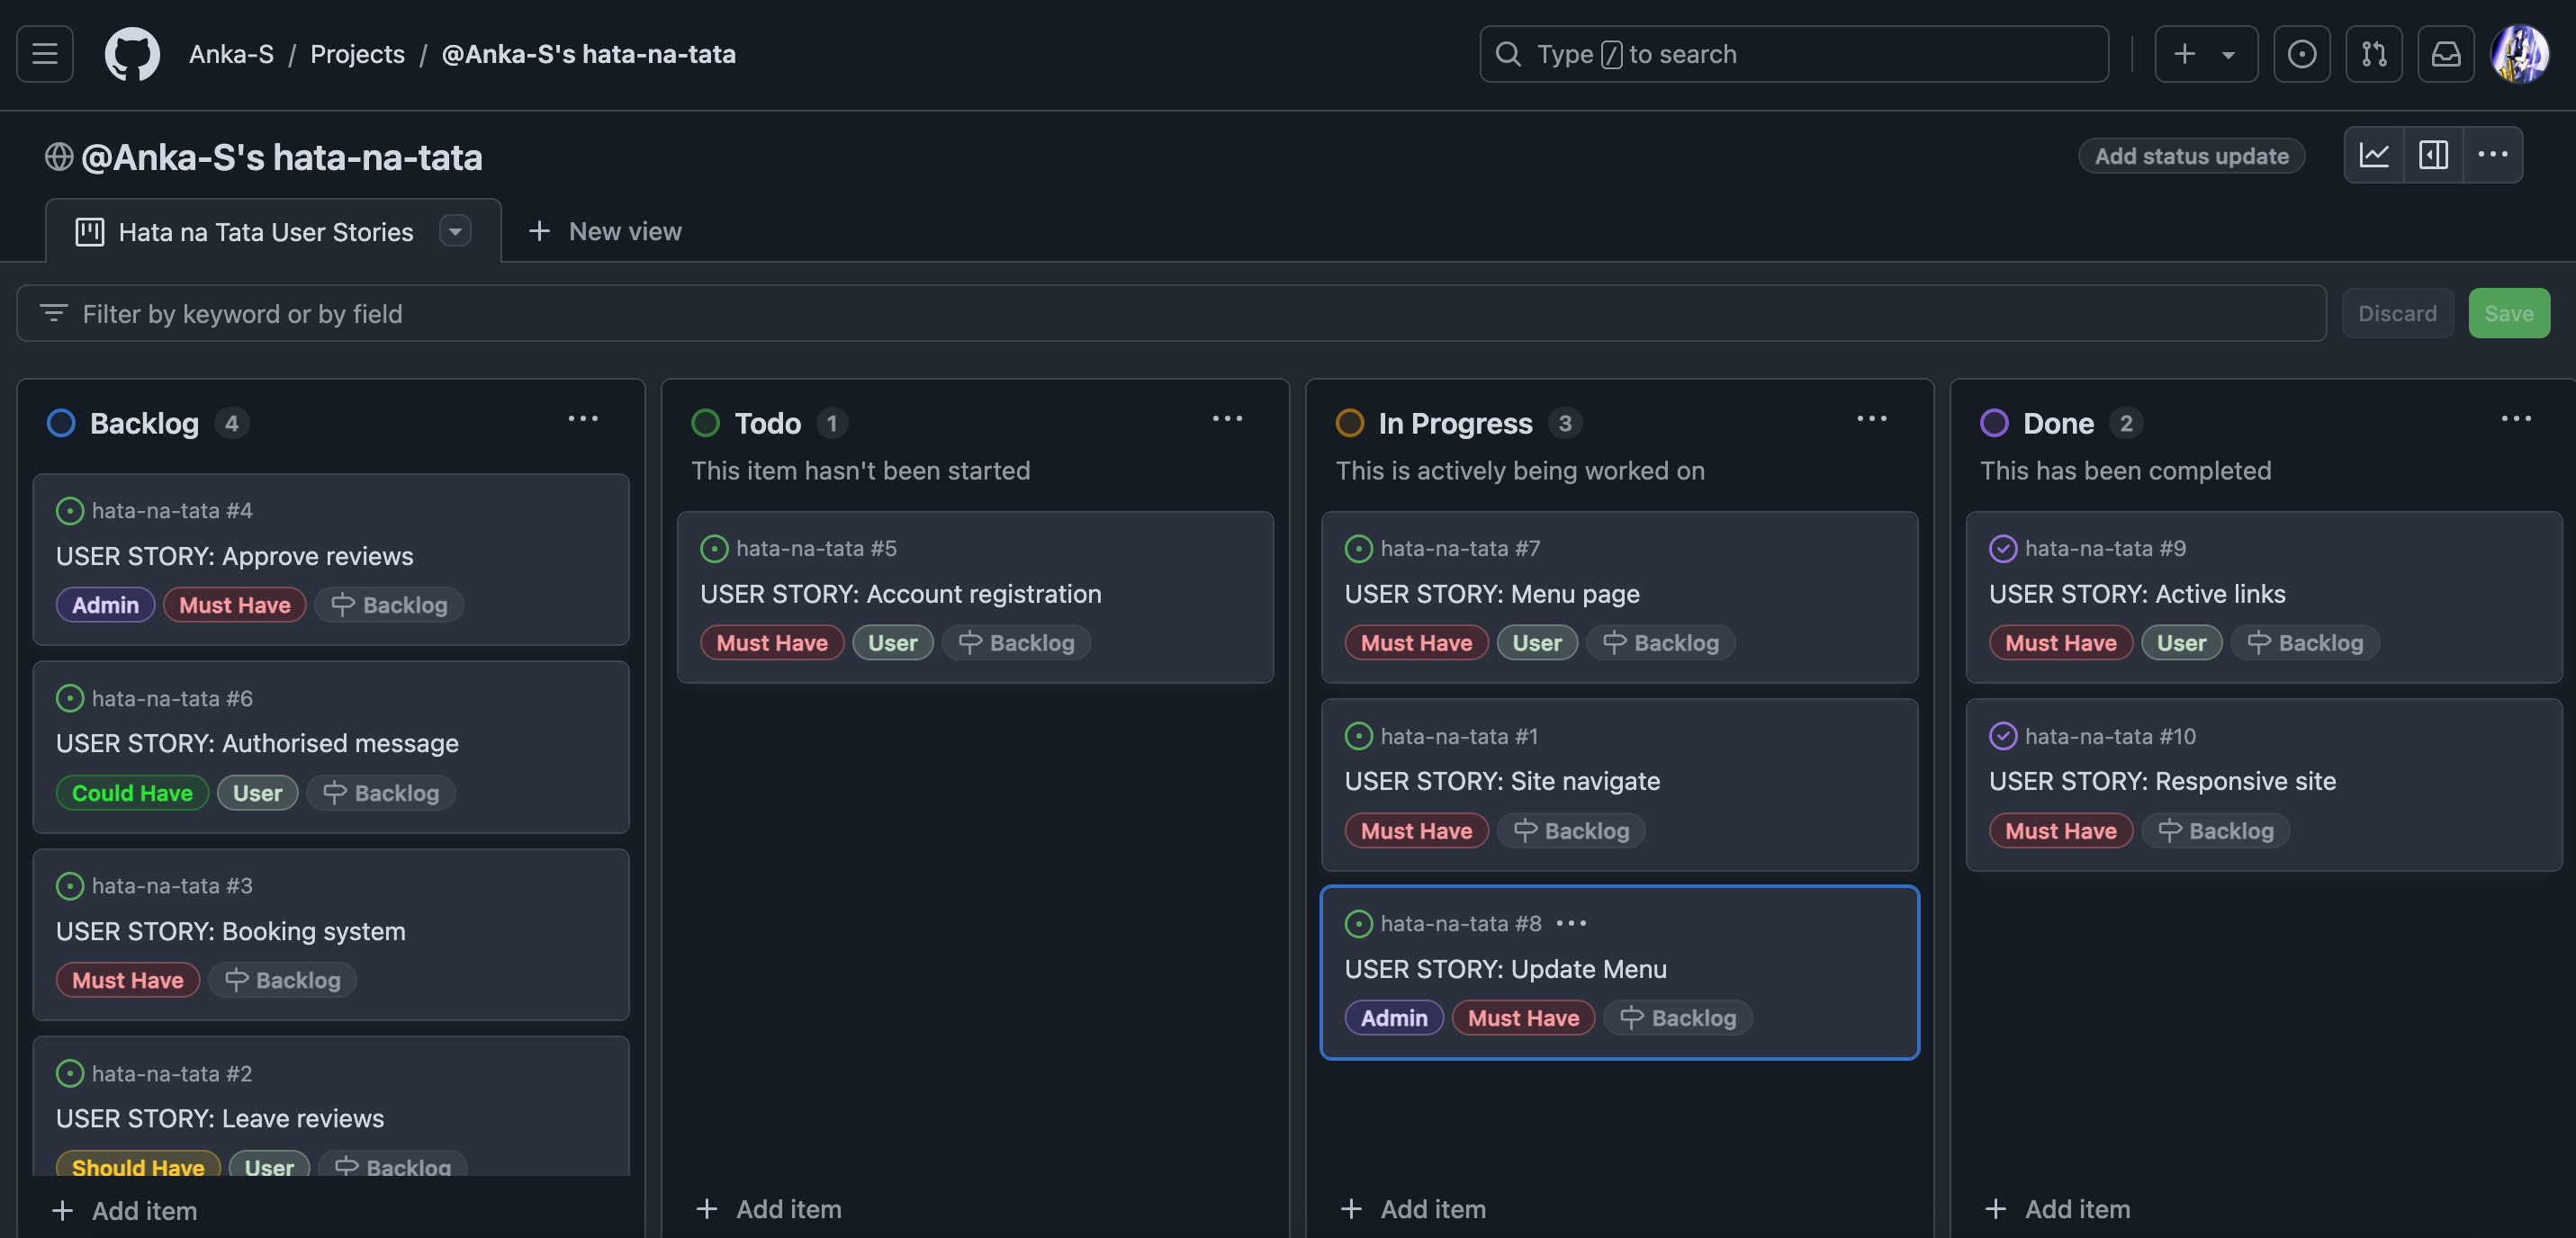 Anka-S / Projects / @Anka-S's hata-na-tata
Type / to search
@Anka-S's hata-na-tata
Add status update
Hata na Tata User Stories
New view
Filter by keyword or by field
Discard
Save
Backlog 4
hata-na-tata #4
USER STORY: Approve reviews
Admin Must Have Backlog
hata-na-tata #6
USER STORY: Authorised message
Could Have User Backlog
hata-na-tata #3
USER STORY: Booking system
Must Have Backlog
hata-na-tata #2
USER STORY: Leave reviews
Should Have User Backlog
Add item
Todo 1
This item hasn't been started
hata-na-tata #5
USER STORY: Account registration
Must Have User Backlog
Add item
In Progress 3
This is actively being worked on
hata-na-tata #7
USER STORY: Menu page
Must Have User Backlog
hata-na-tata #1
USER STORY: Site navigate
Must Have Backlog
hata-na-tata #8
USER STORY: Update Menu
Admin Must Have Backlog
Add item
Done 2
This has been completed
hata-na-tata #9
USER STORY: Active links
Must Have User Backlog
hata-na-tata #10
USER STORY: Responsive site
Must Have Backlog
Add item